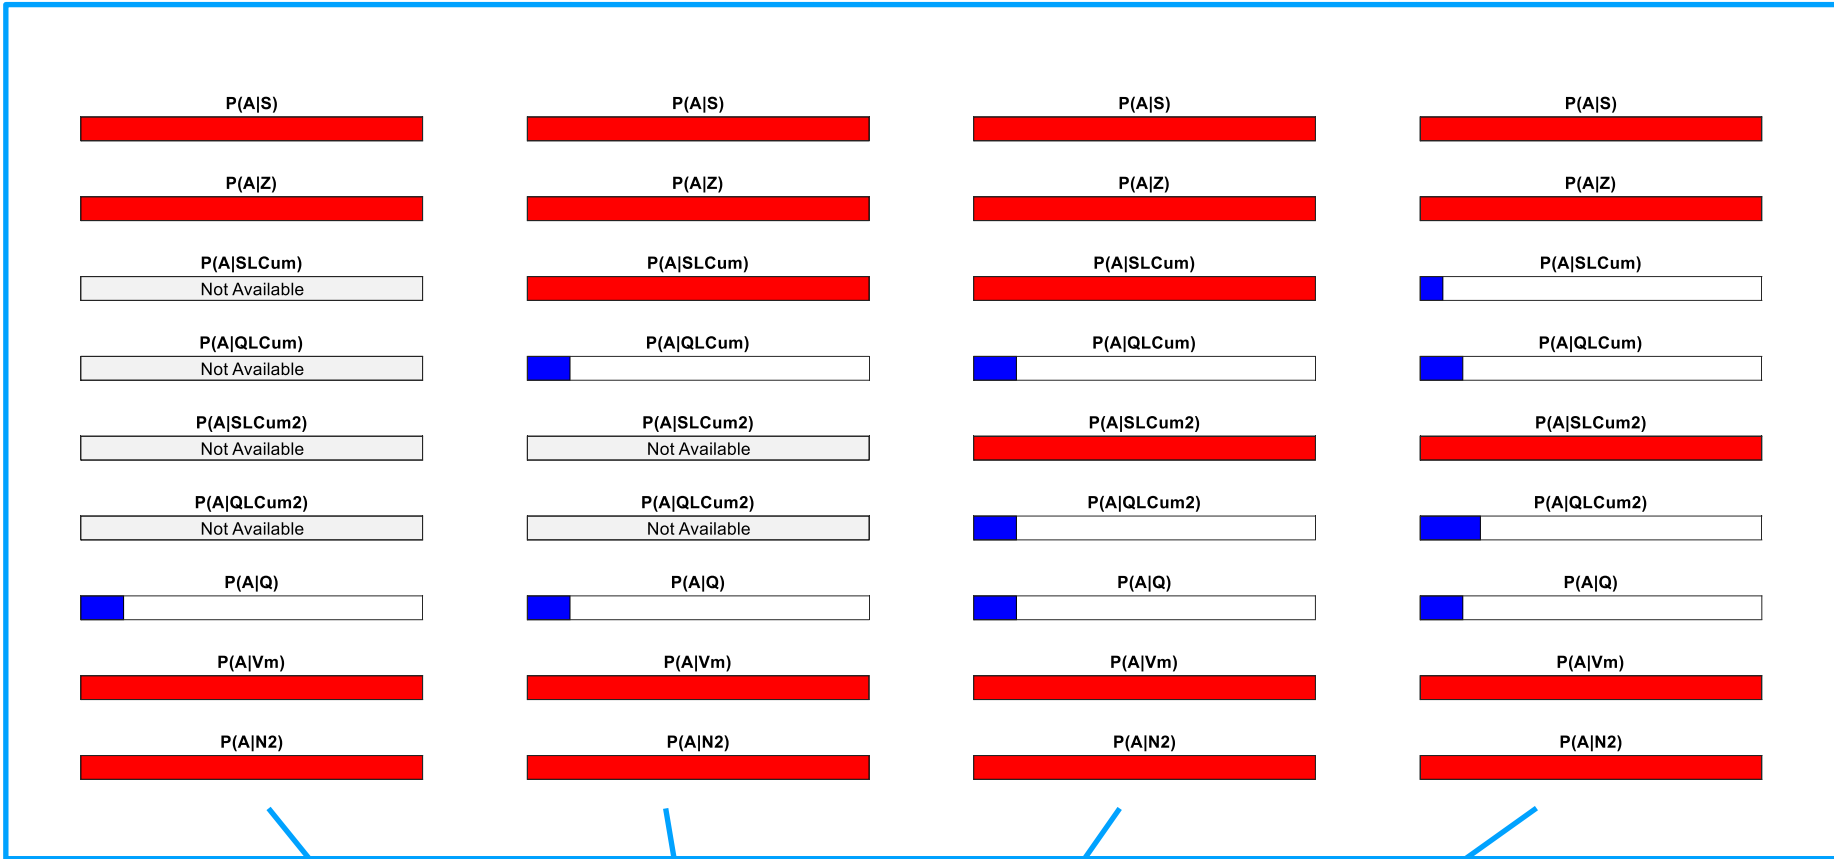 P(A|S) P(A|S) P(A|S) P(A|S)
P(A|Z) P(A|Z) P(A|Z) P(A|Z)
P(A|SLCum) P(A|SLCum) P(A|SLCum) P(A|SLCum)
Not Available
P(A|QLCum) P(A|QLCum) P(A|QLCum) P(A|QLCum)
Not Available
P(A|SLCum2) P(A|SLCum2) P(A|SLCum2) P(A|SLCum2)
Not Available Not Available
P(A|QLCum2) P(A|QLCum2) P(A|QLCum2) P(A|QLCum2)
Not Available Not Available
P(A|Q) P(A|Q) P(A|Q) P(A|Q)
P(A|Vm) P(A|Vm) P(A|Vm) P(A|Vm)
P(A|N2) P(A|N2) P(A|N2) P(A|N2)